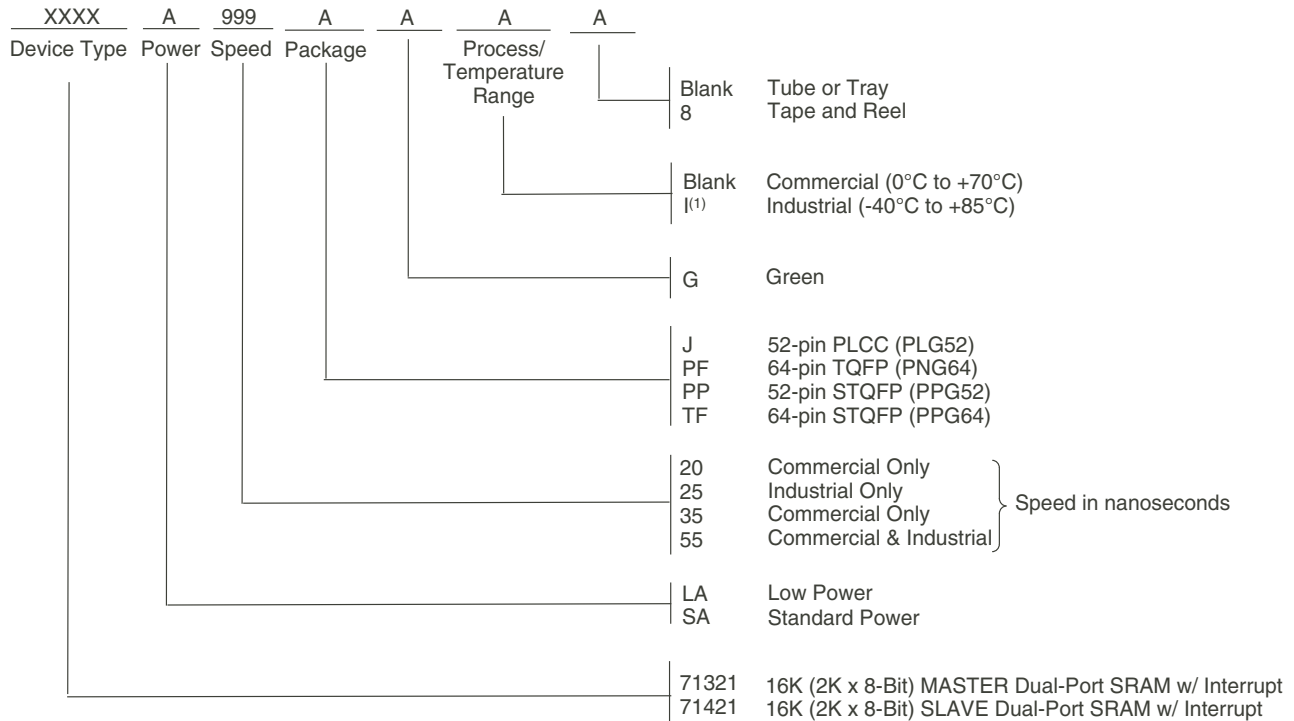 XXXX A 999 A A A A
Device Type Power Speed Package Process/
Temperature
Range
Blank Tube or Tray
8 Tape and Reel
Blank Commercial (0°C to +70°C)
I(1) Industrial (-40°C to +85°C)
G Green
J 52-pin PLCC (PLG52)
PF 64-pin TQFP (PNG64)
PP 52-pin STQFP (PPG52)
TF 64-pin STQFP (PPG64)
20 Commercial Only
25 Industrial Only
35 Commercial Only
55 Commercial & Industrial
Speed in nanoseconds
LA Low Power
SA Standard Power
71321 16K (2K x 8-Bit) MASTER Dual-Port SRAM w/ Interrupt
71421 16K (2K x 8-Bit) SLAVE Dual-Port SRAM w/ Interrupt